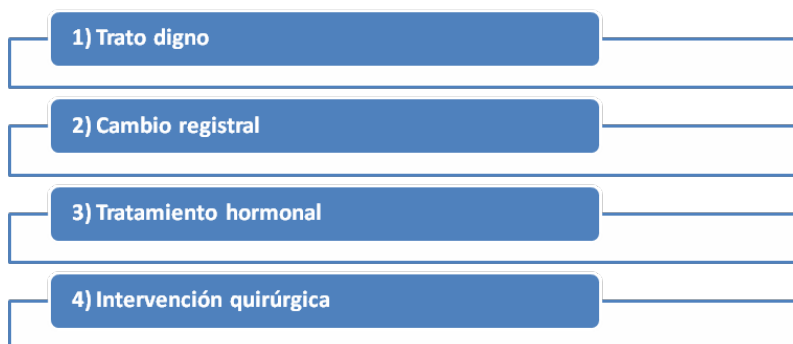 1) Trato digno
2) Cambio registral
3) Tratamiento hormonal
4) Intervención quirúrgica